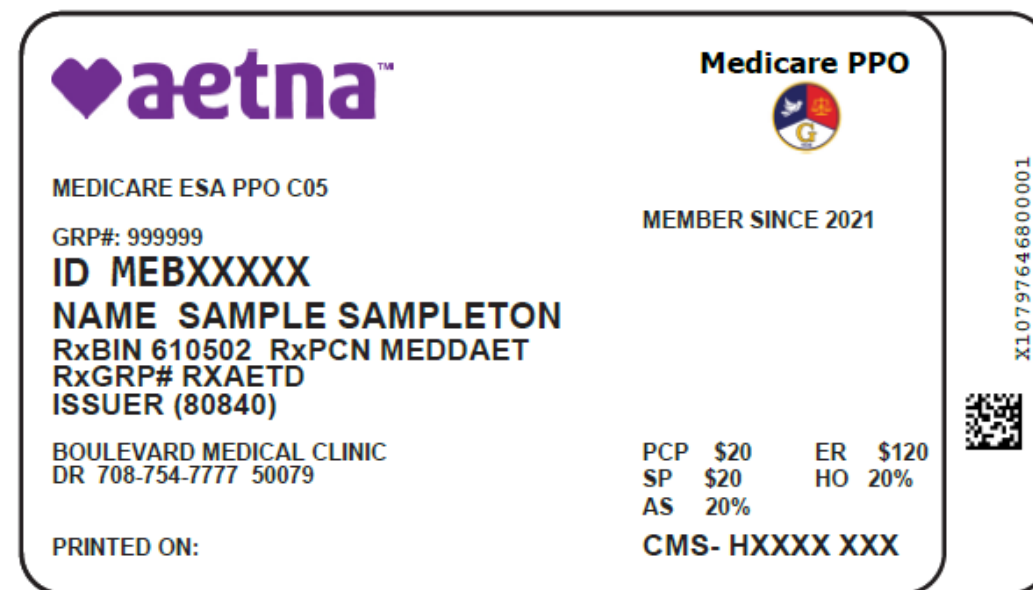 aetna™
Medicare PPO
G
MEDICARE ESA PPO C05
MEMBER SINCE 2021
GRP#: 999999
ID MEBXXXXX
NAME SAMPLE SAMPLETON
RxBIN 610502 RxPCN MEDDAET
RxGRP# RXAETD
ISSUER (80840)
BOULEVARD MEDICAL CLINIC
DR 708-754-7777 50079
PCP $20 ER $120
SP $20 HO 20%
AS 20%
PRINTED ON:
CMS- HXXXX XXX
X10797646800001